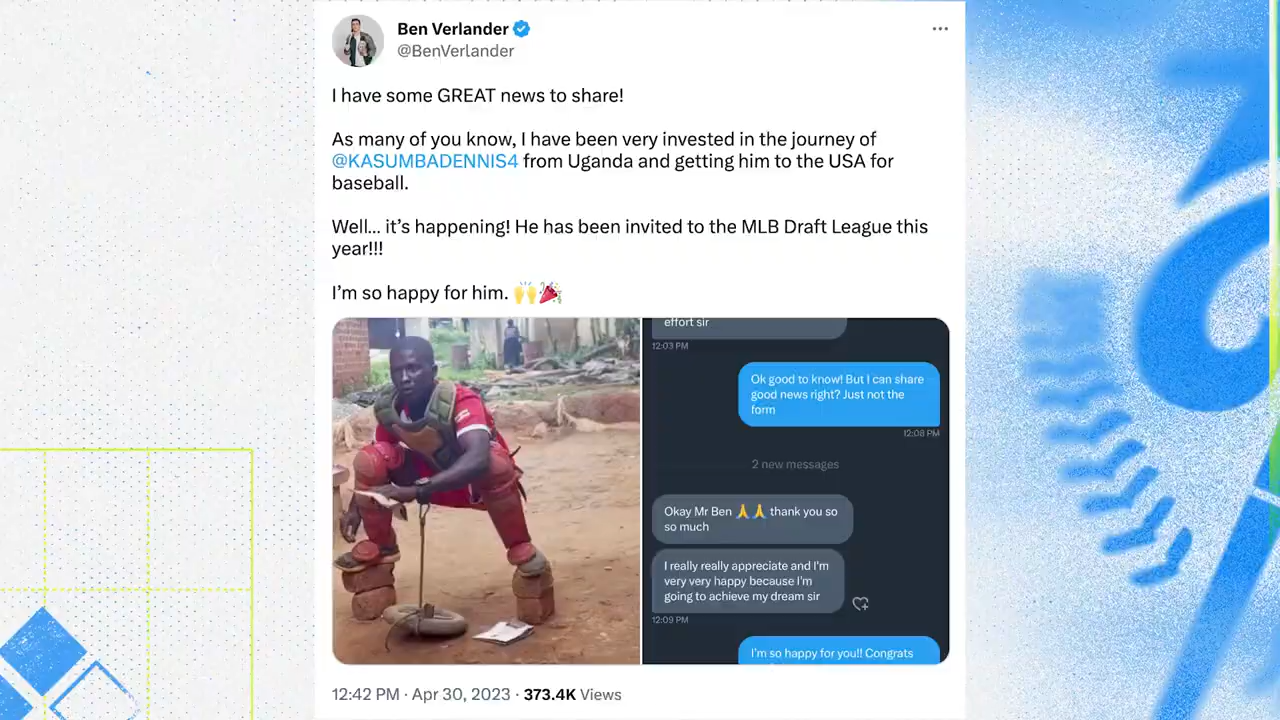 Ben Verlander
@BenVerlander
I have some GREAT news to share!
As many of you know, I have been very invested in the journey of
@KASUMBADENNIS4 from Uganda and getting him to the USA for
baseball.
Well... it's happening! He has been invited to the MLB Draft League this
year!!!
I'm so happy for him. 🙌🎉
effort sir
12:03 PM
Ok good to know! But I can share
good news right? Just not the
form
12:08 PM
2 new messages
Okay Mr Ben 🙏🙏 thank you so
so much
I really really appreciate and I'm
very very happy because I'm
going to achieve my dream sir
12:09 PM
I'm so happy for you!! Congrats
12:42 PM · Apr 30, 2023 · 373.4K Views